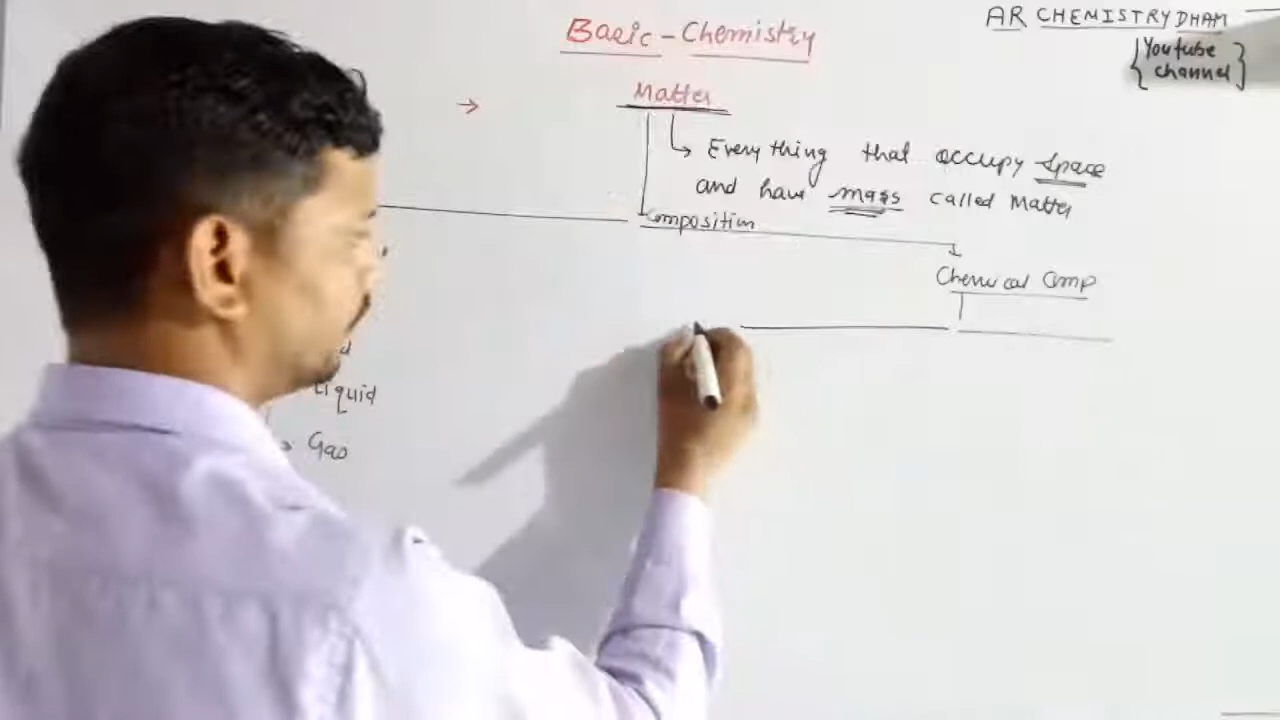 Basic-Chemistry
AR CHEMISTRY DHAM
{Youtube channel}
→ Matter
Every thing that occupy space
and have mass called Matter
Composition
Chemical Comp
Liquid
→ Gas